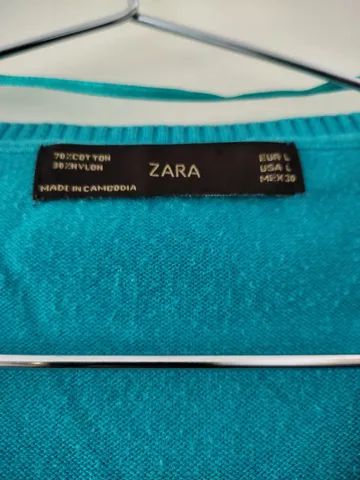 70%COTTON
30%NYLON
MADE IN CAMBODIA
ZARA
EUR L
USA L
MEX 30